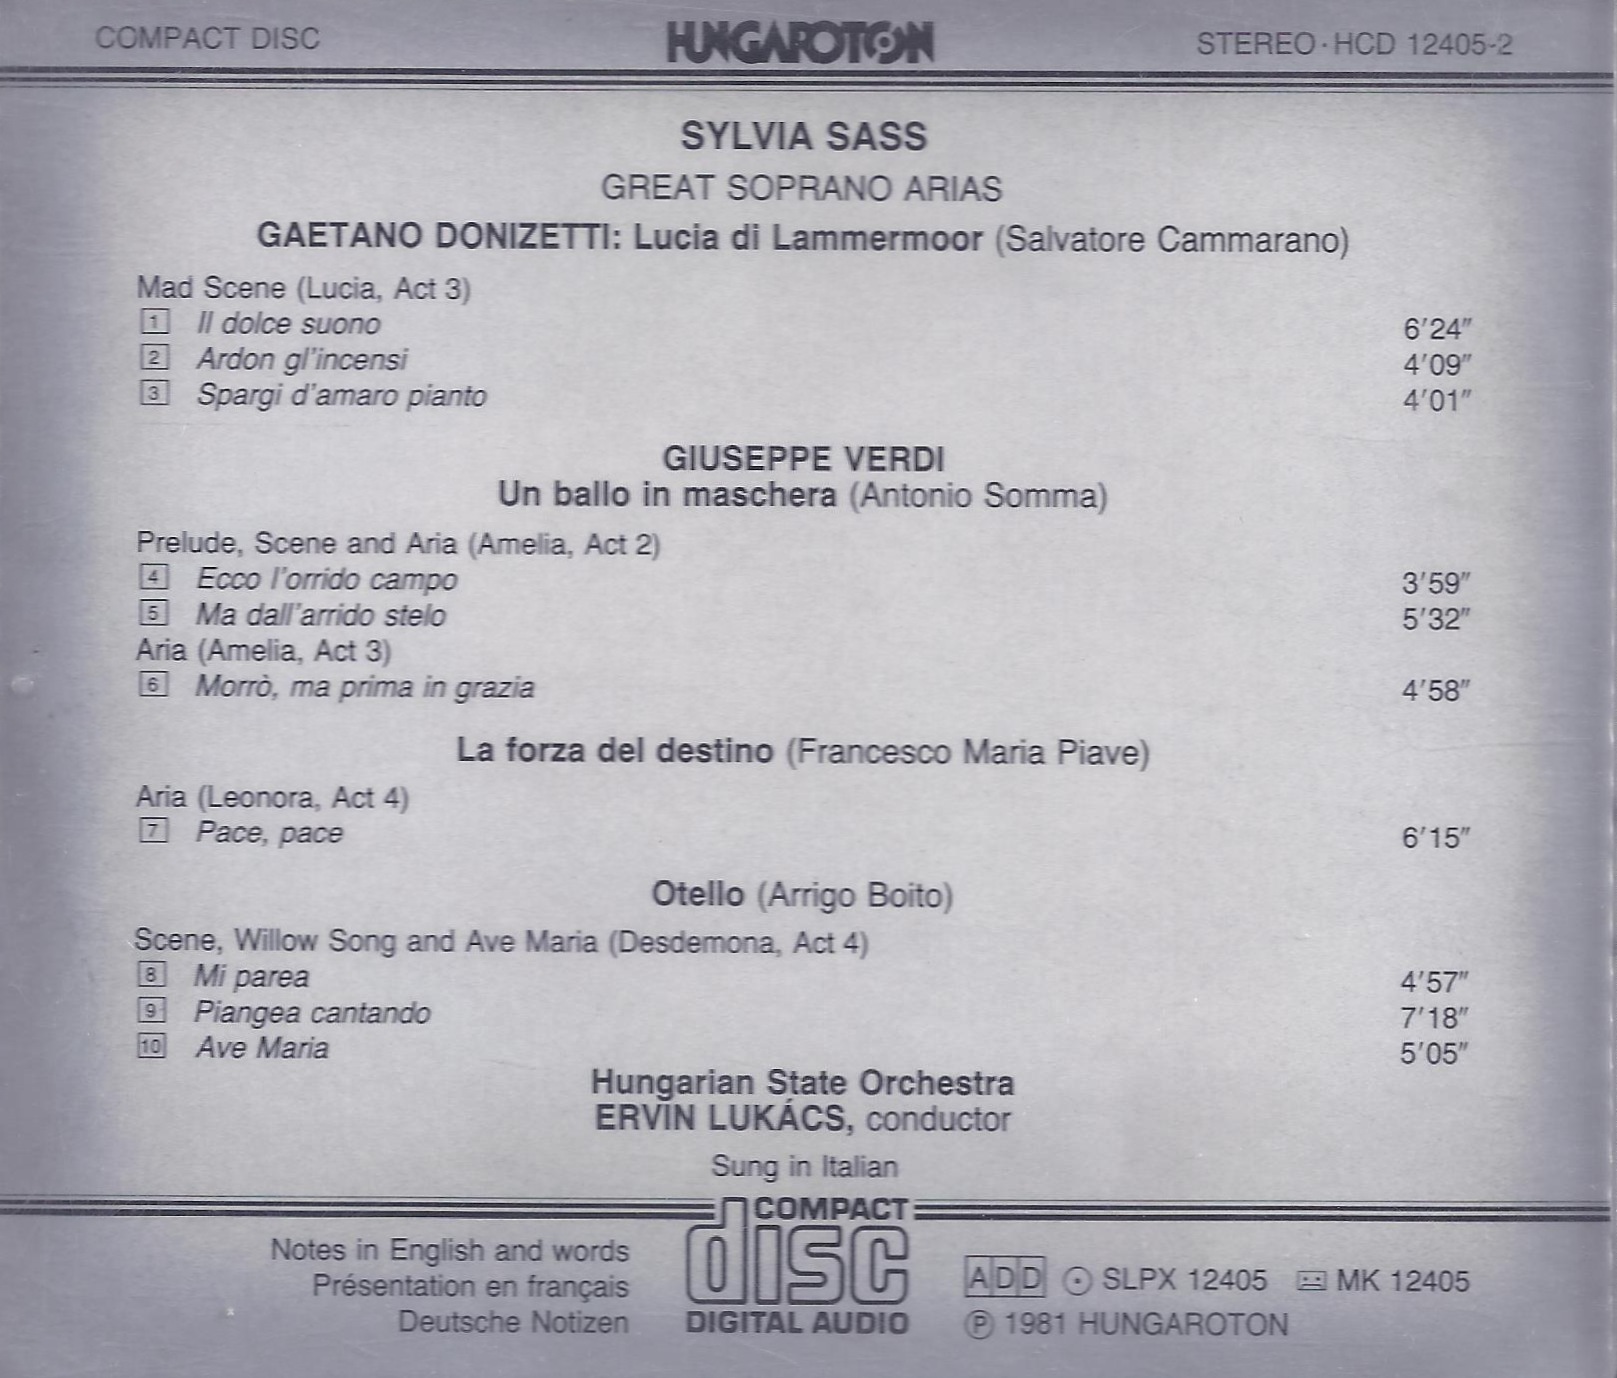 COMPACT DISC HUNGAROTON STEREO·HCD 12405-2
SYLVIA SASS
GREAT SOPRANO ARIAS
GAETANO DONIZETTI: Lucia di Lammermoor (Salvatore Cammarano)
Mad Scene (Lucia, Act 3)
1 Il dolce suono 6'24"
2 Ardon gl'incensi 4'09"
3 Spargi d'amaro pianto 4'01"
GIUSEPPE VERDI
Un ballo in maschera (Antonio Somma)
Prelude, Scene and Aria (Amelia, Act 2)
4 Ecco l'orrido campo 3'59"
5 Ma dall'arrido stelo 5'32"
Aria (Amelia, Act 3)
6 Morrò, ma prima in grazia 4'58"
La forza del destino (Francesco Maria Piave)
Aria (Leonora, Act 4)
7 Pace, pace 6'15"
Otello (Arrigo Boito)
Scene, Willow Song and Ave Maria (Desdemona, Act 4)
8 Mi parea 4'57"
9 Piangea cantando 7'18"
10 Ave Maria 5'05"
Hungarian State Orchestra
ERVIN LUKÁCS, conductor
Sung in Italian
Notes in English and words
Présentation en français
Deutsche Notizen
COMPACT
disc
DIGITAL AUDIO
ADD SLPX 12405 MK 12405
Ⓟ 1981 HUNGAROTON